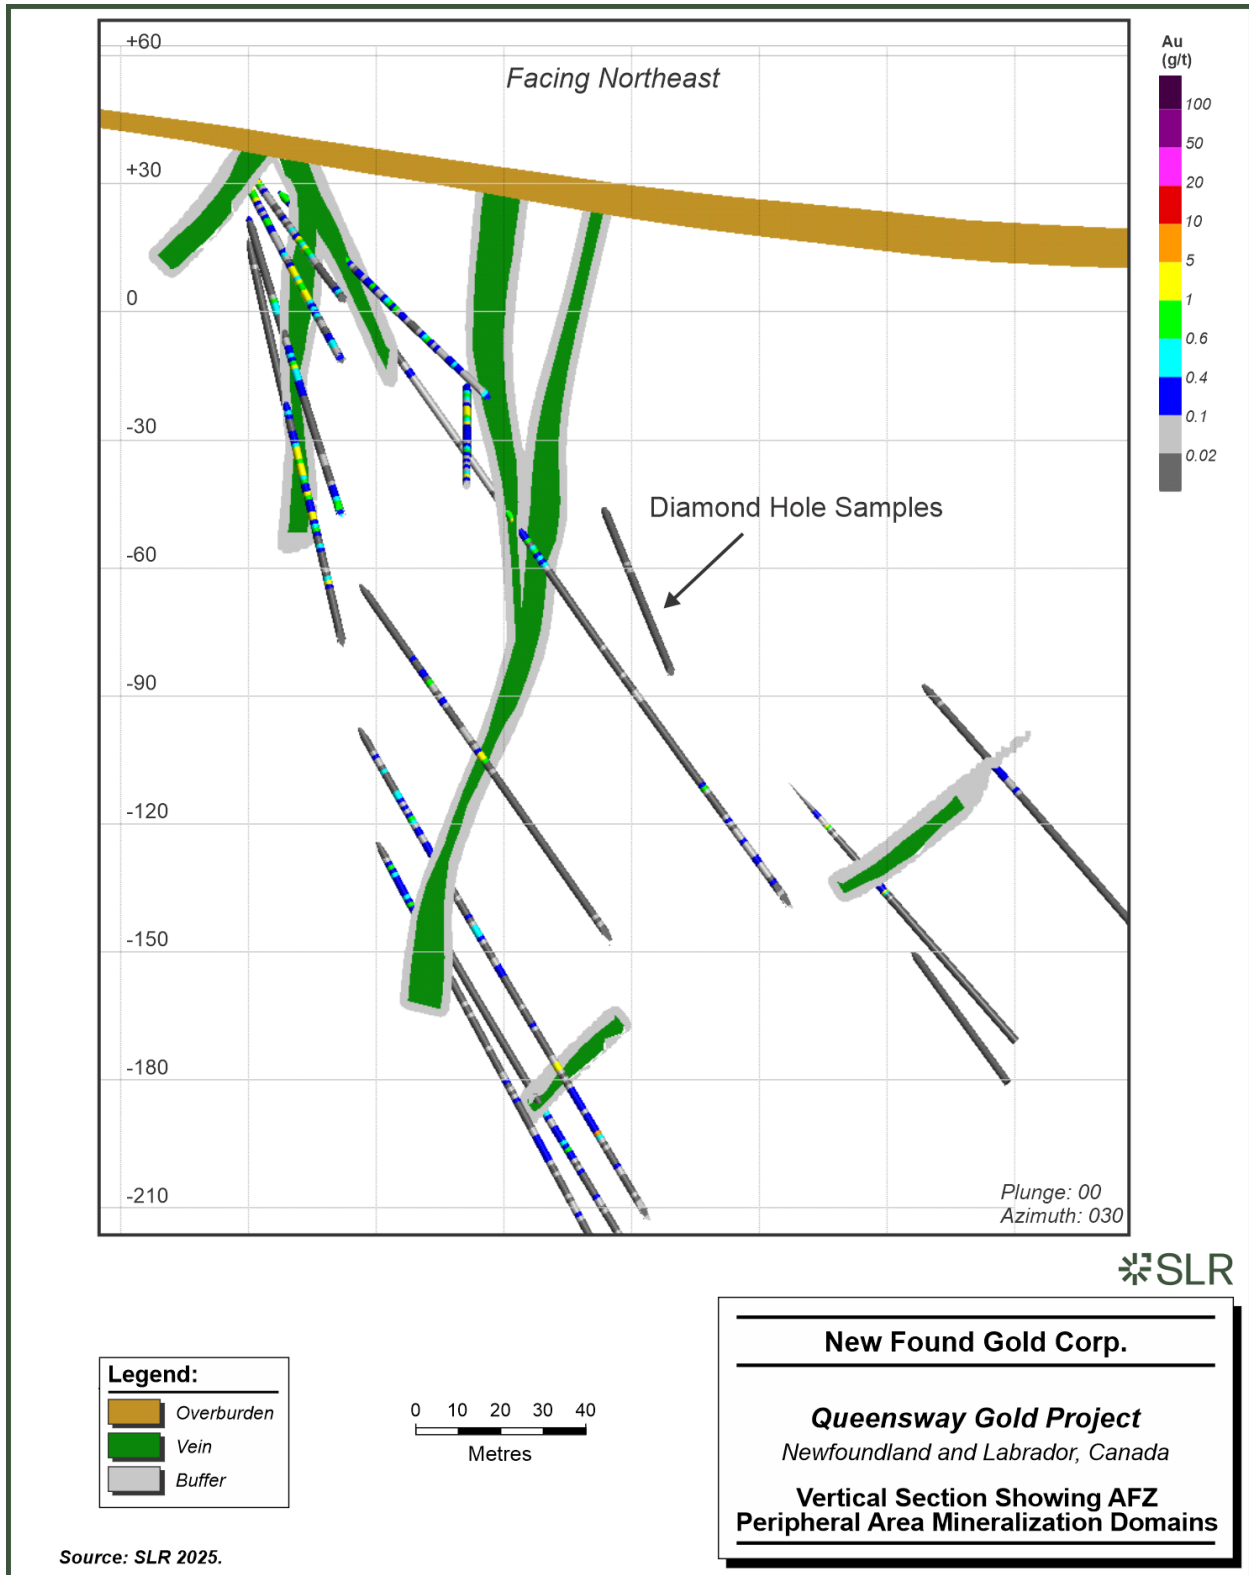 +60
Facing Northeast
+30
0
-30
-60
-90
-120
-150
-180
-210
Diamond Hole Samples
Plunge: 00
Azimuth: 030
Au
(g/t)
100
50
20
10
5
1
0.6
0.4
0.1
0.02
SLR
Legend:
Overburden
Vein
Buffer
0 10 20 30 40
Metres
New Found Gold Corp.
Queensway Gold Project
Newfoundland and Labrador, Canada
Vertical Section Showing AFZ
Peripheral Area Mineralization Domains
Source: SLR 2025.